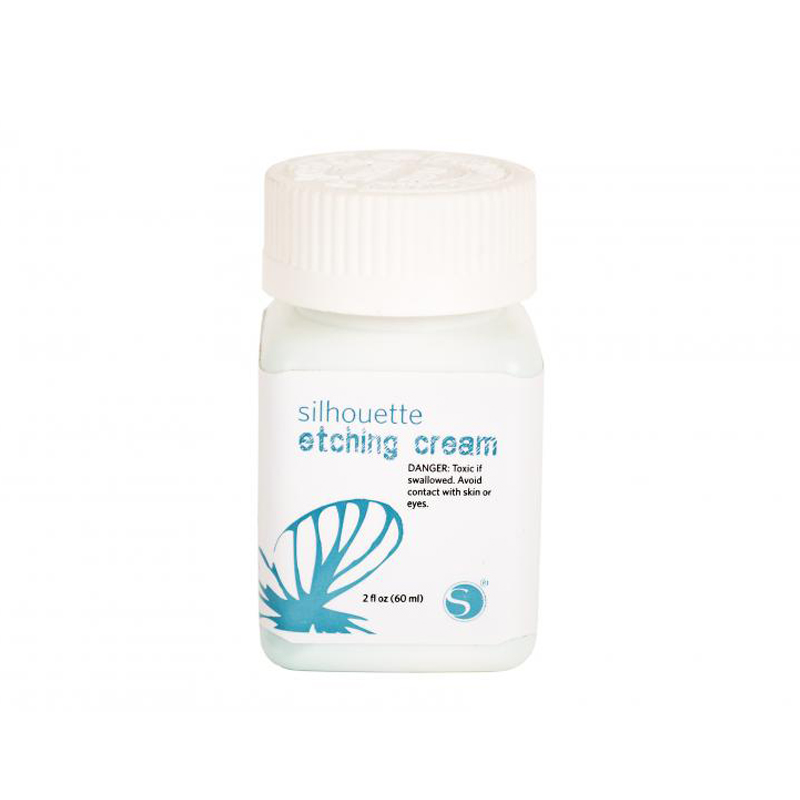 silhouette
etching cream
DANGER: Toxic if
swallowed. Avoid
contact with skin or
eyes.
2 fl oz (60 ml)
S